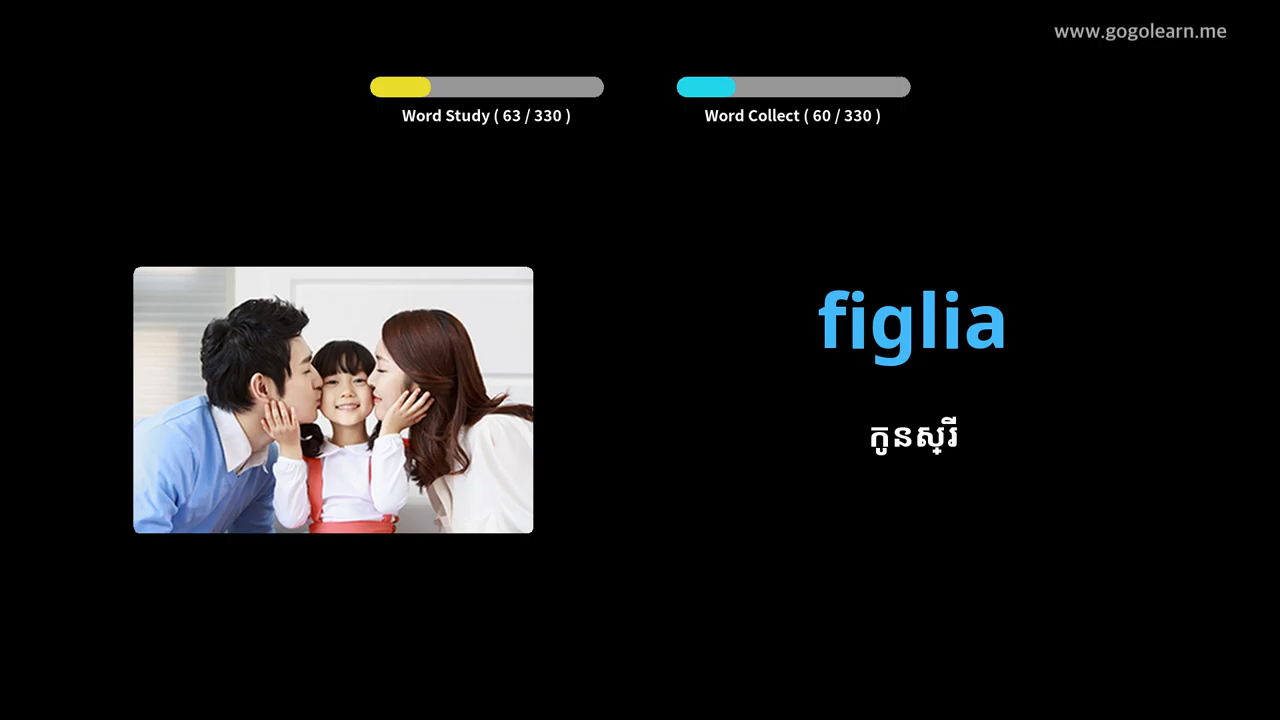 www.gogolearn.me
Word Study ( 63 / 330 )
Word Collect ( 60 / 330 )
figlia
កូនស្រី